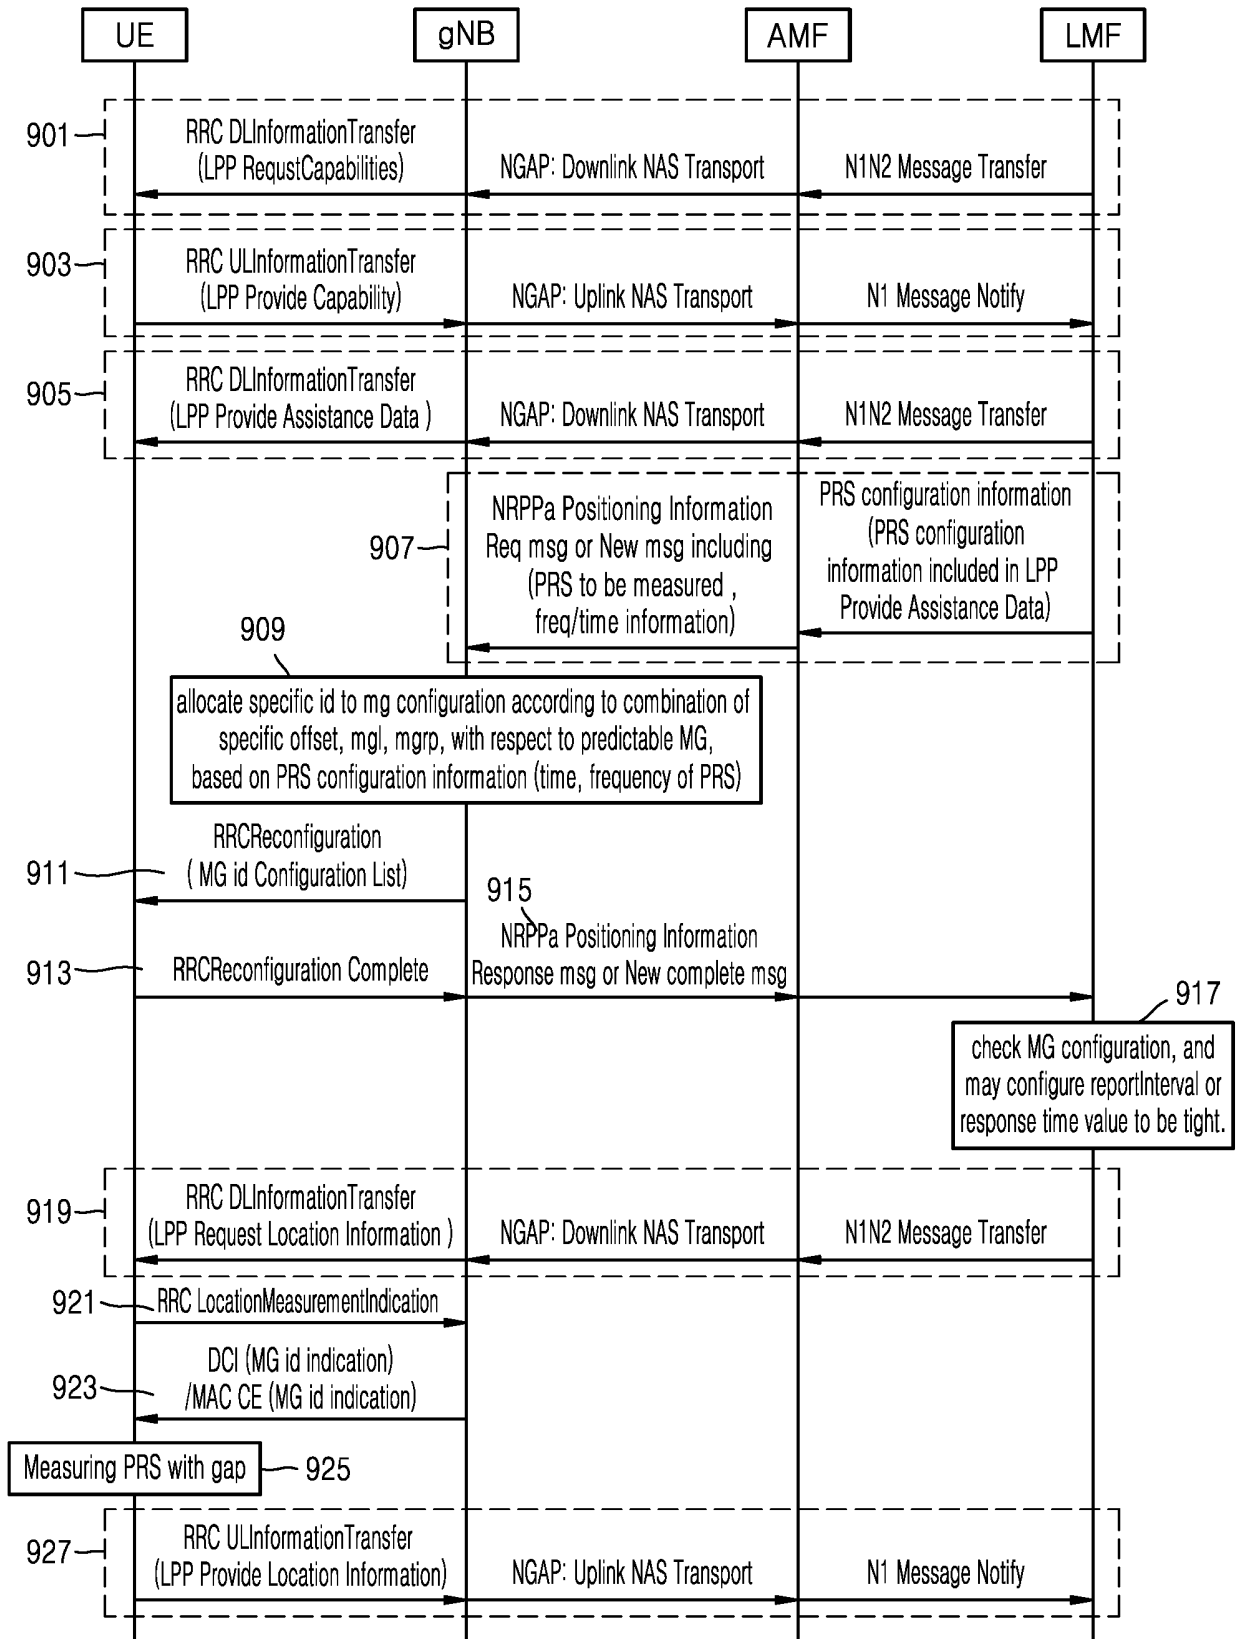 UE
gNB
AMF
LMF
901
RRC DLInformationTransfer
(LPP RequstCapabilities)
NGAP: Downlink NAS Transport
N1N2 Message Transfer
903
RRC ULInformationTransfer
(LPP Provide Capability)
NGAP: Uplink NAS Transport
N1 Message Notify
905
RRC DLInformationTransfer
(LPP Provide Assistance Data )
NGAP: Downlink NAS Transport
N1N2 Message Transfer
907
NRPPa Positioning Information
Req msg or New msg including
(PRS to be measured ,
freq/time information)
PRS configuration information
(PRS configuration
information included in LPP
Provide Assistance Data)
909
allocate specific id to mg configuration according to combination of
specific offset, mgl, mgrp, with respect to predictable MG,
based on PRS configuration information (time, frequency of PRS)
911
RRCReconfiguration
( MG id Configuration List)
913
RRCReconfiguration Complete
915
NRPPa Positioning Information
Response msg or New complete msg
917
check MG configuration, and
may configure reportInterval or
response time value to be tight.
919
RRC DLInformationTransfer
(LPP Request Location Information )
NGAP: Downlink NAS Transport
N1N2 Message Transfer
921
RRC LocationMeasurementIndication
923
DCI (MG id indication)
/MAC CE (MG id indication)
Measuring PRS with gap
925
927
RRC ULInformationTransfer
(LPP Provide Location Information)
NGAP: Uplink NAS Transport
N1 Message Notify